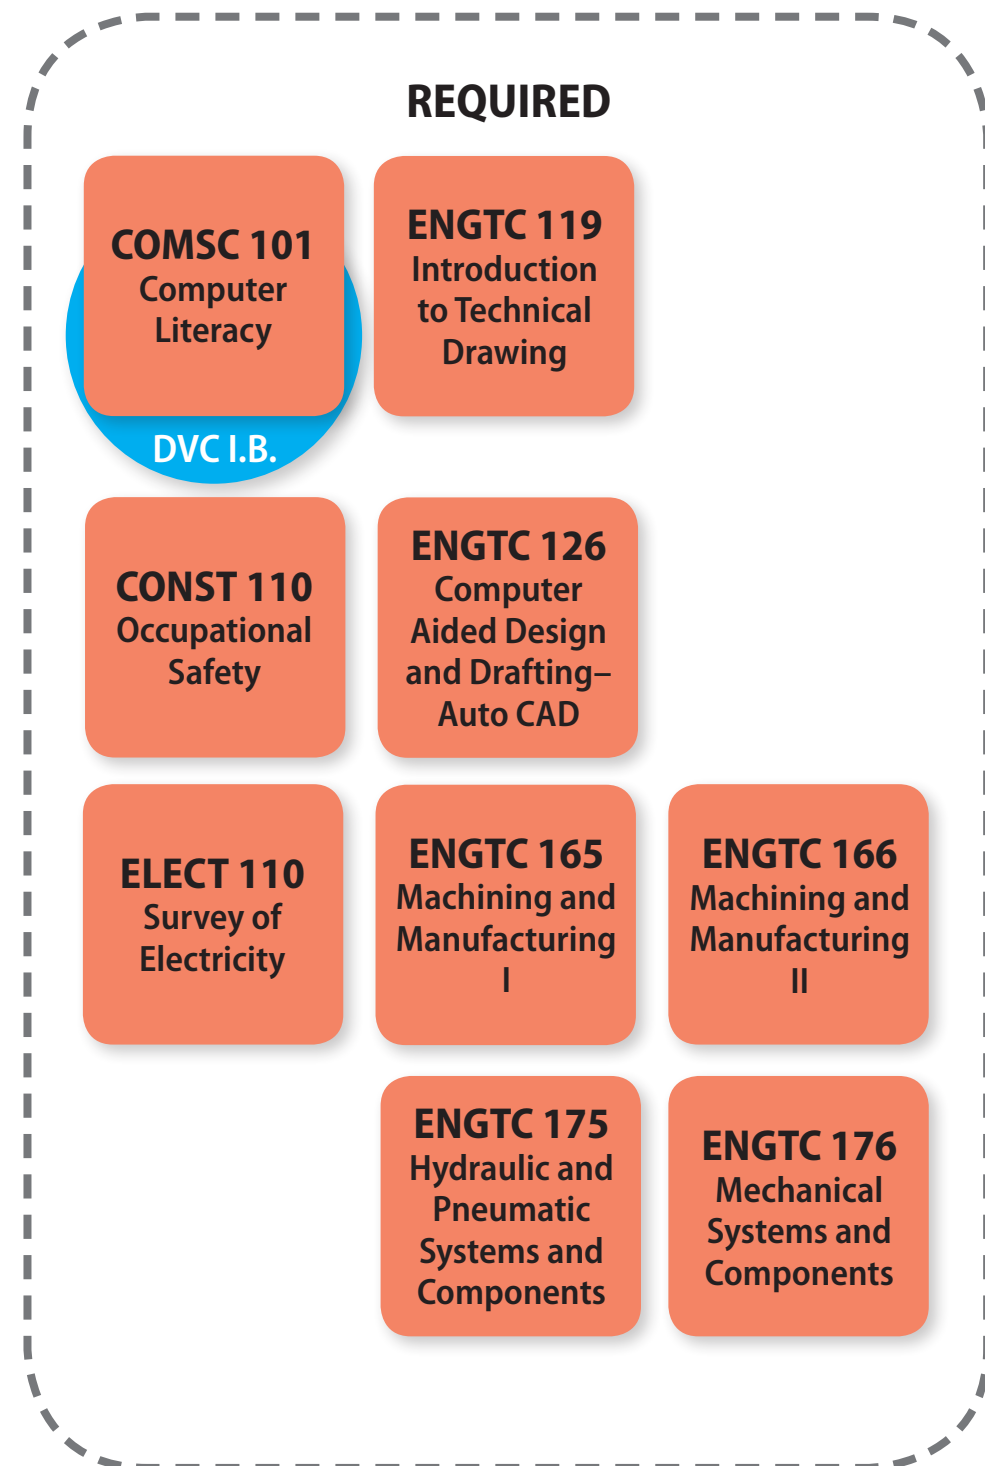 REQUIRED
COMSC 101
Computer
Literacy
DVC I.B.
ENGTC 119
Introduction
to Technical
Drawing
CONST 110
Occupational
Safety
ENGTC 126
Computer
Aided Design
and Drafting–
Auto CAD
ELECT 110
Survey of
Electricity
ENGTC 165
Machining and
Manufacturing
I
ENGTC 166
Machining and
Manufacturing
II
ENGTC 175
Hydraulic and
Pneumatic
Systems and
Components
ENGTC 176
Mechanical
Systems and
Components